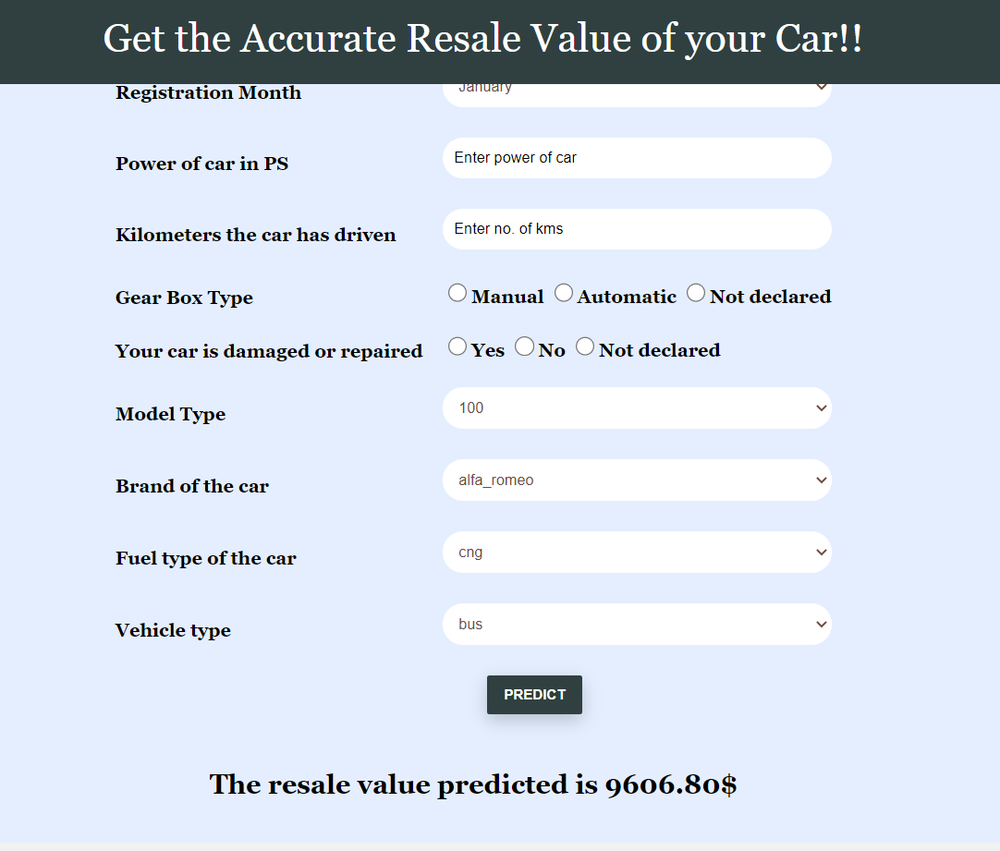 Get the Accurate Resale Value of your Car!!
Registration Month January
Power of car in PS Enter power of car
Kilometers the car has driven Enter no. of kms
Gear Box Type Manual Automatic Not declared
Your car is damaged or repaired Yes No Not declared
Model Type 100
Brand of the car alfa_romeo
Fuel type of the car cng
Vehicle type bus
PREDICT
The resale value predicted is 9606.80$